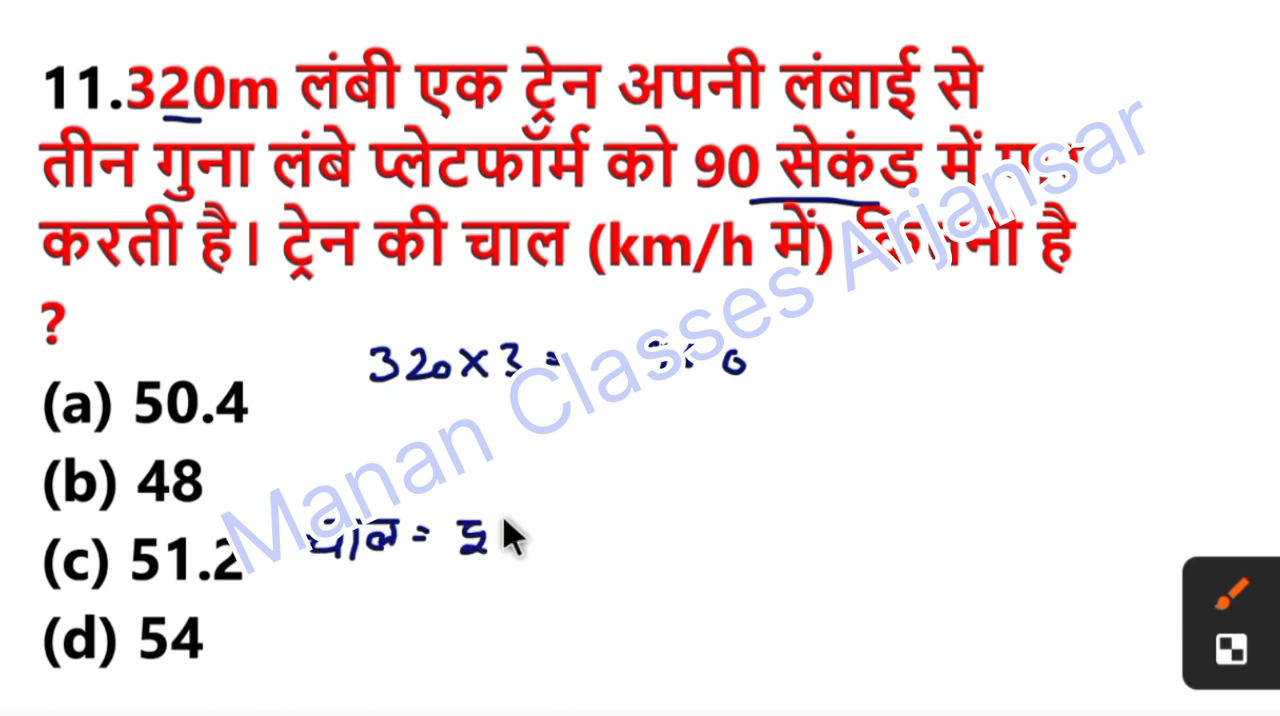 11.320m लंबी एक ट्रेन अपनी लंबाई से
तीन गुना लंबे प्लेटफॉर्म को 90 सेकंड में
करती है। ट्रेन की चाल (km/h में) कितनी है
?
320×3 =
(a) 50.4
(b) 48
चाल =
(c) 51.2
(d) 54
Manan Classes Arjansar